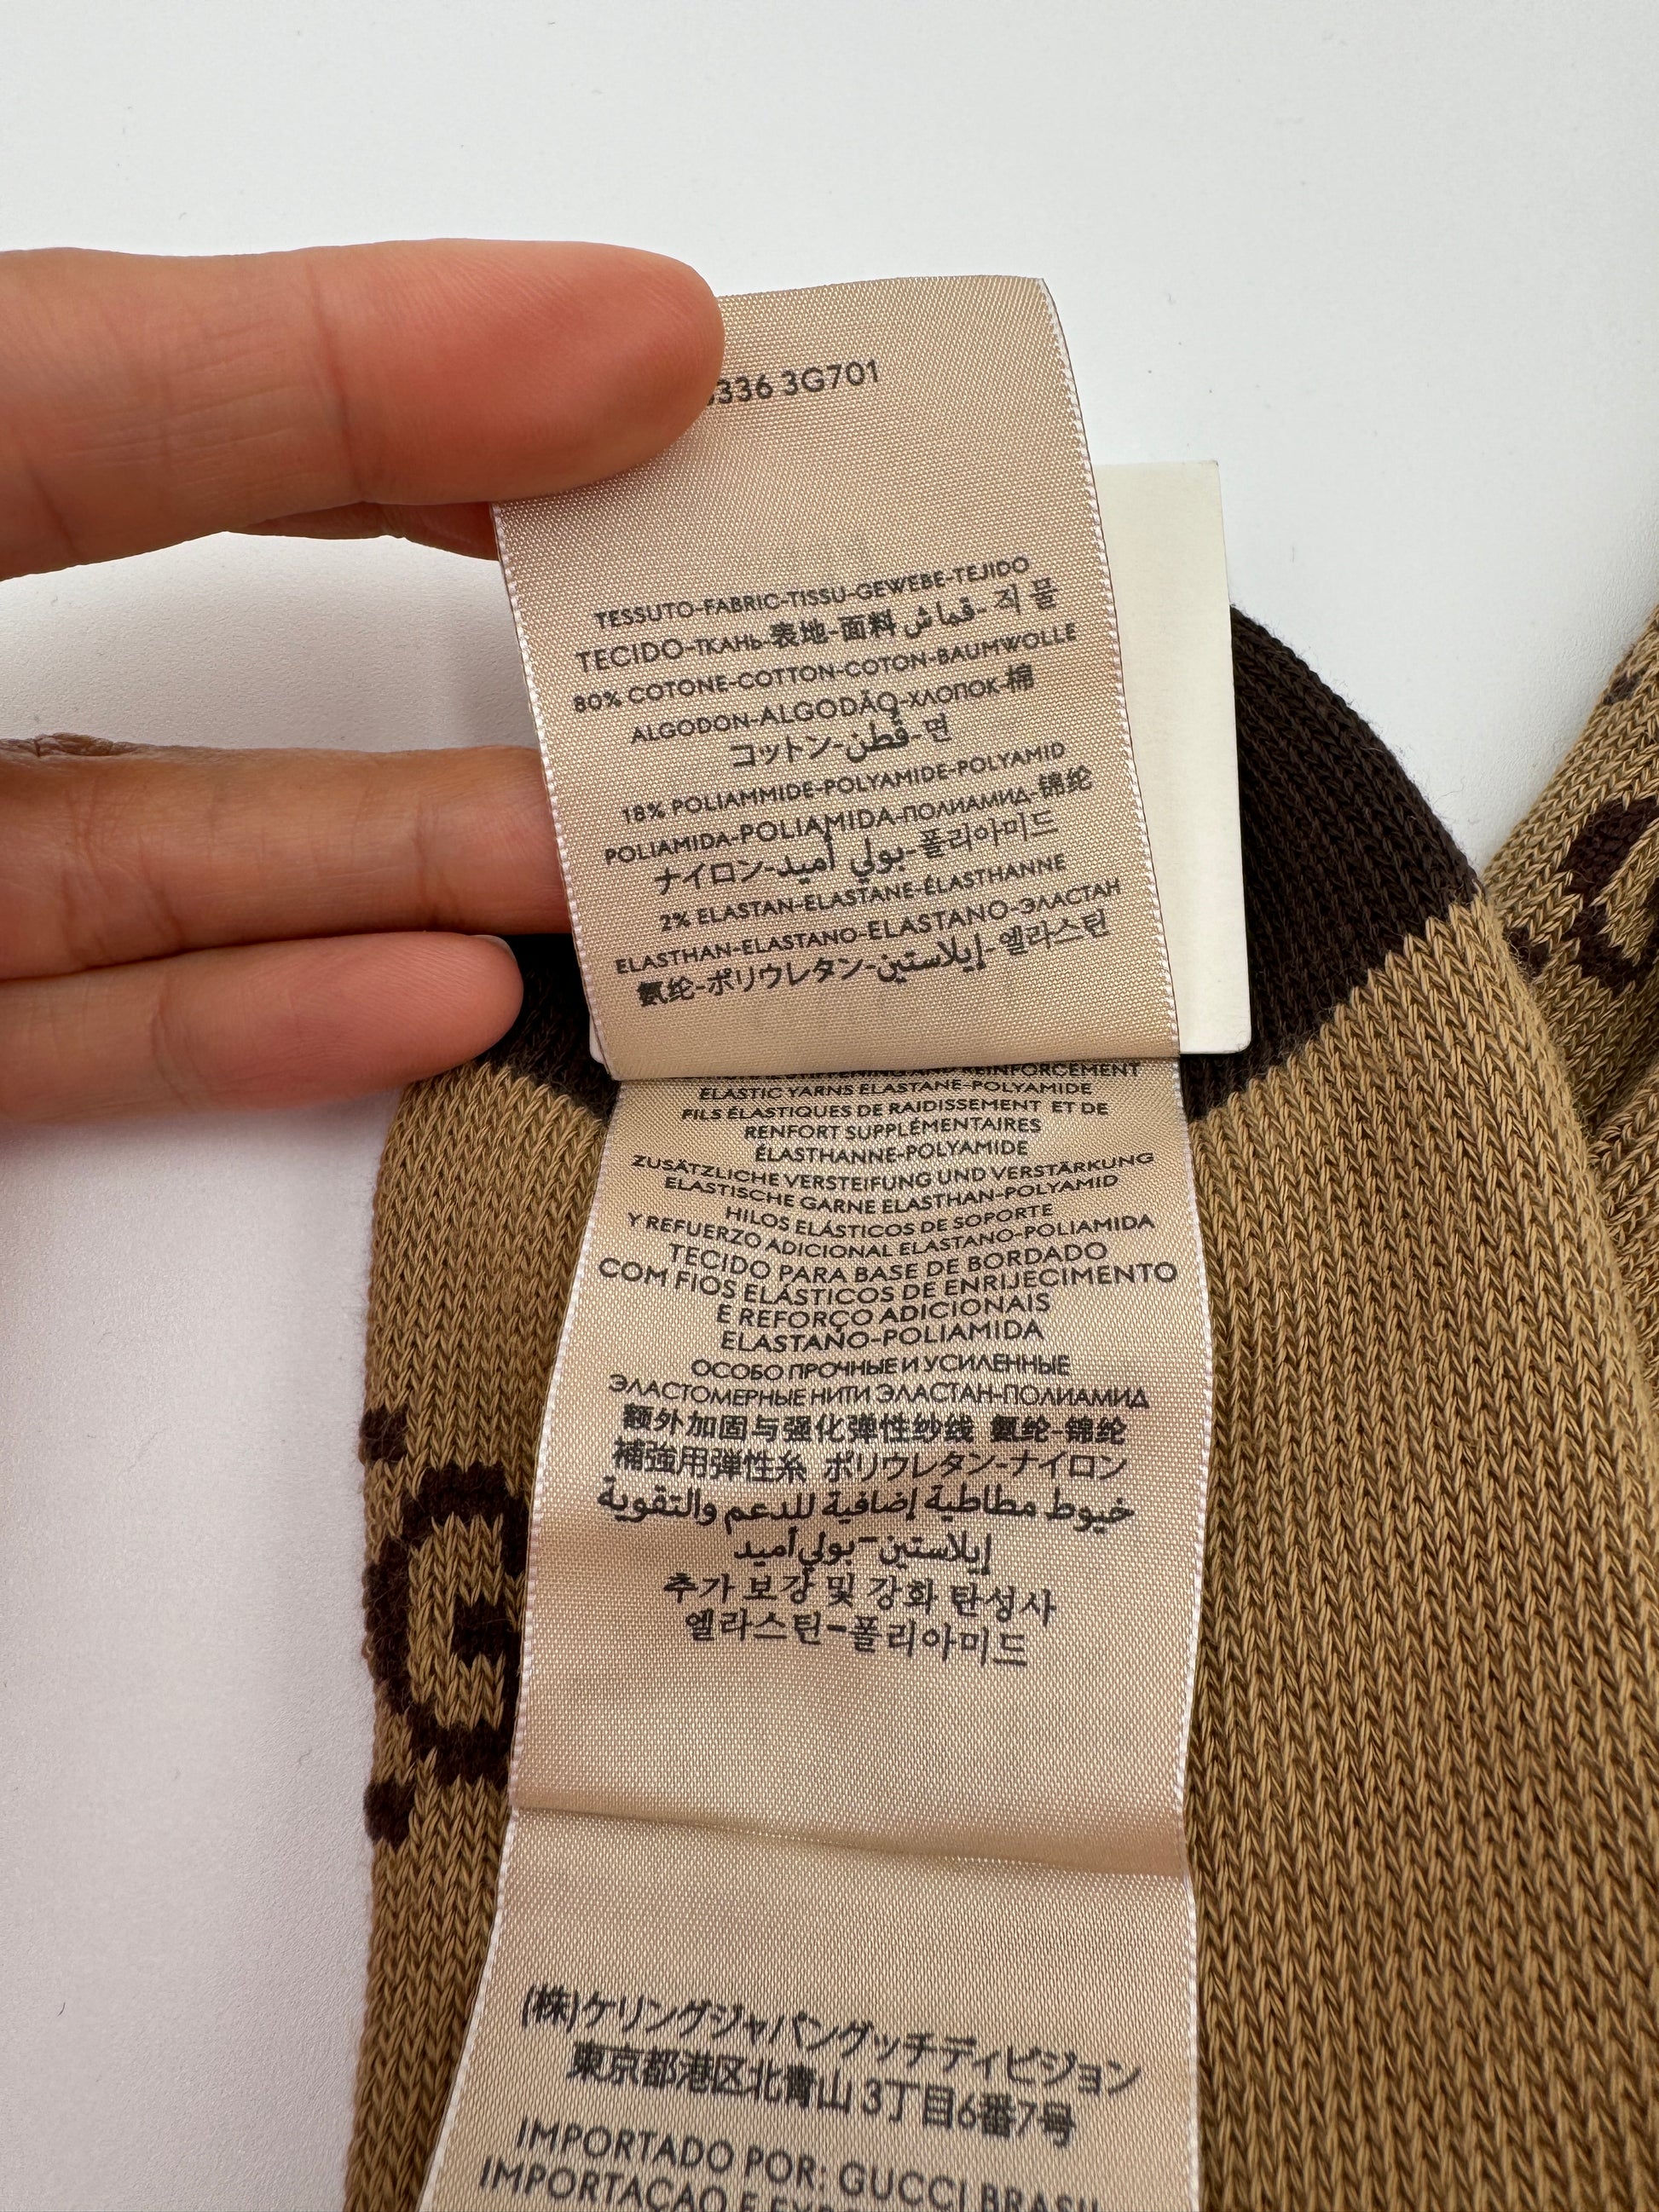 336 3G701
TESSUTO-FABRIC-TISSU-GEWEBE-TEJIDO
TECIDO-ТКАНЬ-表地-面料 قماش-직물
80% COTONE-COTTON-COTON-BAUMWOLLE
ALGODON-ALGODÃO-ХЛОПОК-棉
コットン-قطن-면
18% POLIAMMIDE-POLYAMIDE-POLYAMID
POLIAMIDA-POLIAMIDA-ПОЛИАМИД-锦纶
ナイロン-بولي أميد-폴리아미드
2% ELASTAN-ELASTANE-ÉLASTHANNE
ELASTHAN-ELASTANO-ELASTANO-ЭЛАСТАН
氨纶-ポリウレタン-إيلاستين-엘라스틴
AND REINFORCEMENT
ELASTIC YARNS ELASTANE-POLYAMIDE
FILS ÉLASTIQUES DE RAIDISSEMENT ET DE
RENFORT SUPPLÉMENTAIRES
ÉLASTHANNE-POLYAMIDE
ZUSÄTZLICHE VERSTEIFUNG UND VERSTÄRKUNG
ELASTISCHE GARNE ELASTHAN-POLYAMID
HILOS ELÁSTICOS DE SOPORTE
Y REFUERZO ADICIONAL ELASTANO-POLIAMIDA
TECIDO PARA BASE DE BORDADO
COM FIOS ELÁSTICOS DE ENRIJECIMENTO
E REFORÇO ADICIONAIS
ELASTANO-POLIAMIDA
ОСОБО ПРОЧНЫЕ И УСИЛЕННЫЕ
ЭЛАСТОМЕРНЫЕ НИТИ ЭЛАСТАН-ПОЛИАМИД
额外加固与强化弹性纱线 氨纶-锦纶
補強用弾性糸 ポリウレタン-ナイロン
خيوط مطاطية إضافية للدعم والتقوية
إيلاستين-بولي أميد
추가 보강 및 강화 탄성사
엘라스틴-폴리아미드
G
(株)ケリングジャパングッチディビジョン
東京都港区北青山3丁目6番7号
IMPORTADO POR: GUCCI BRASIL
IMPORTAÇAO E